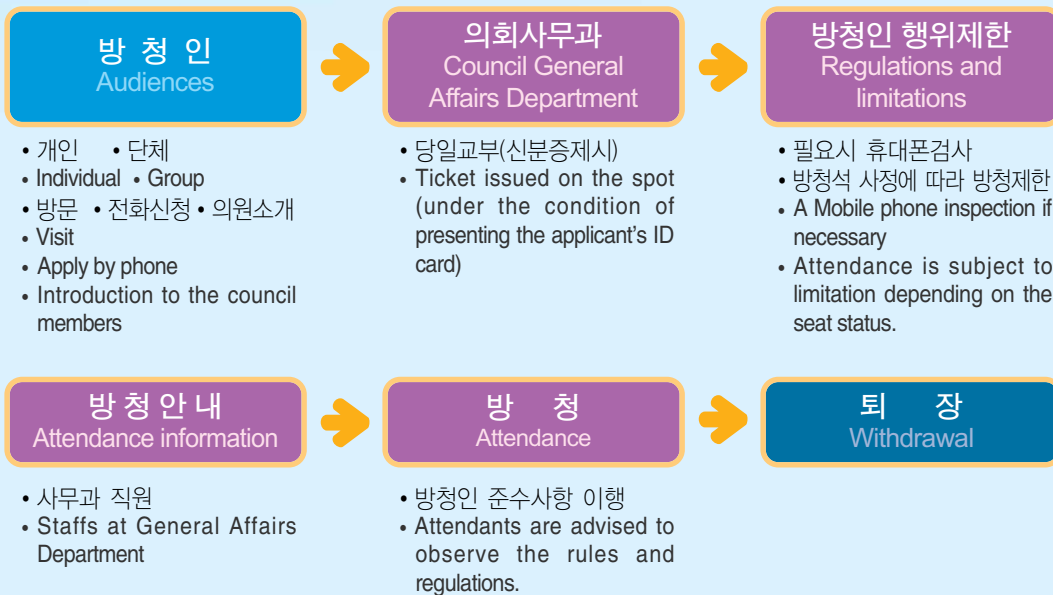 방 청 인
Audiences
• 개인 • 단체
• Individual • Group
• 방문 • 전화신청 • 의원소개
• Visit
• Apply by phone
• Introduction to the council
members
의회사무과
Council General
Affairs Department
• 당일교부(신분증제시)
• Ticket issued on the spot
(under the condition of
presenting the applicant's ID
card)
방청인 행위제한
Regulations and
limitations
• 필요시 휴대폰검사
• 방청석 사정에 따라 방청제한
• A Mobile phone inspection if
necessary
• Attendance is subject to
limitation depending on the
seat status.
방 청 안 내
Attendance information
• 사무과 직원
• Staffs at General Affairs
Department
방 청
Attendance
• 방청인 준수사항 이행
• Attendants are advised to
observe the rules and
regulations.
퇴 장
Withdrawal